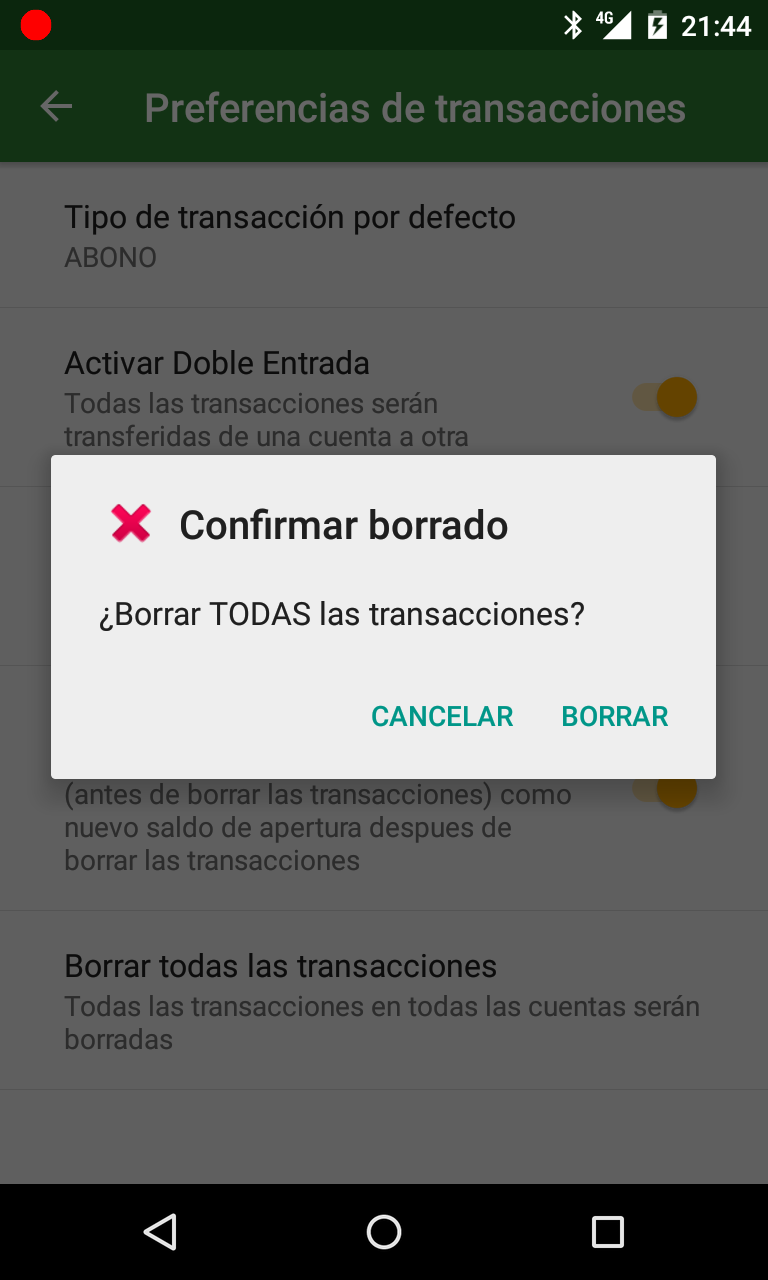 4G 21:44
Preferencias de transacciones
Tipo de transacción por defecto
ABONO
Activar Doble Entrada
Todas las transacciones serán
transferidas de una cuenta a otra
Confirmar borrado
¿Borrar TODAS las transacciones?
CANCELAR BORRAR
(antes de borrar las transacciones) como
nuevo saldo de apertura despues de
borrar las transacciones
Borrar todas las transacciones
Todas las transacciones en todas las cuentas serán
borradas